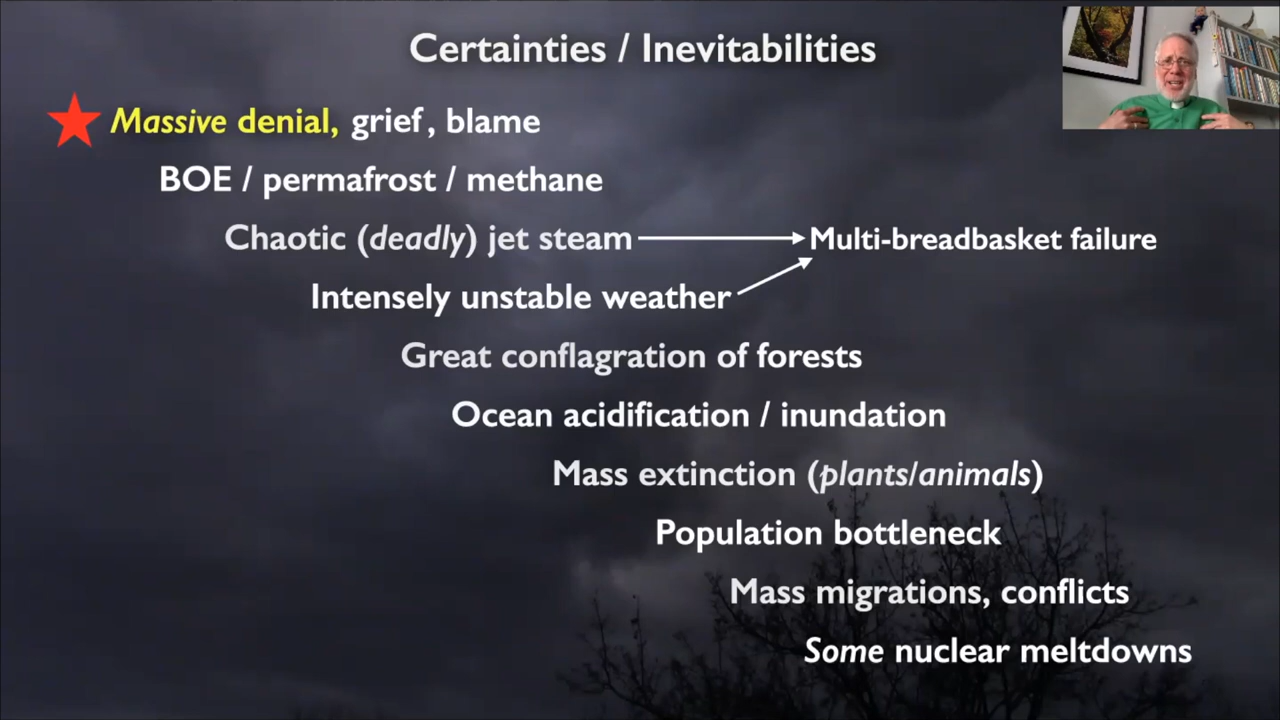 Certainties / Inevitabilities
Massive denial, grief, blame
BOE / permafrost / methane
Chaotic (deadly) jet steam
Multi-breadbasket failure
Intensely unstable weather
Great conflagration of forests
Ocean acidification / inundation
Mass extinction (plants/animals)
Population bottleneck
Mass migrations, conflicts
Some nuclear meltdowns